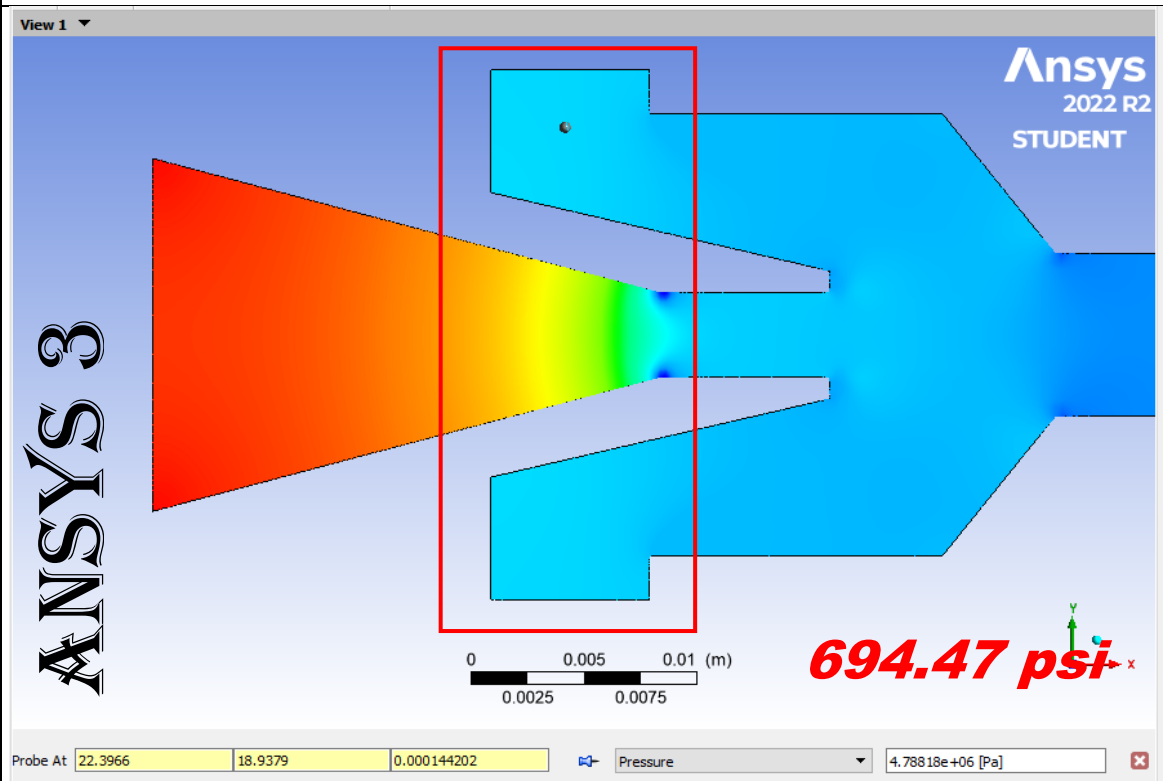 View 1
Ansys
2022 R2
STUDENT
ANSYS 3
0 0.005 0.01 (m)
0.0025 0.0075
694.47 psi
Y
X
Probe At 22.3966 18.9379 0.000144202 Pressure 4.78818e+06 [Pa]